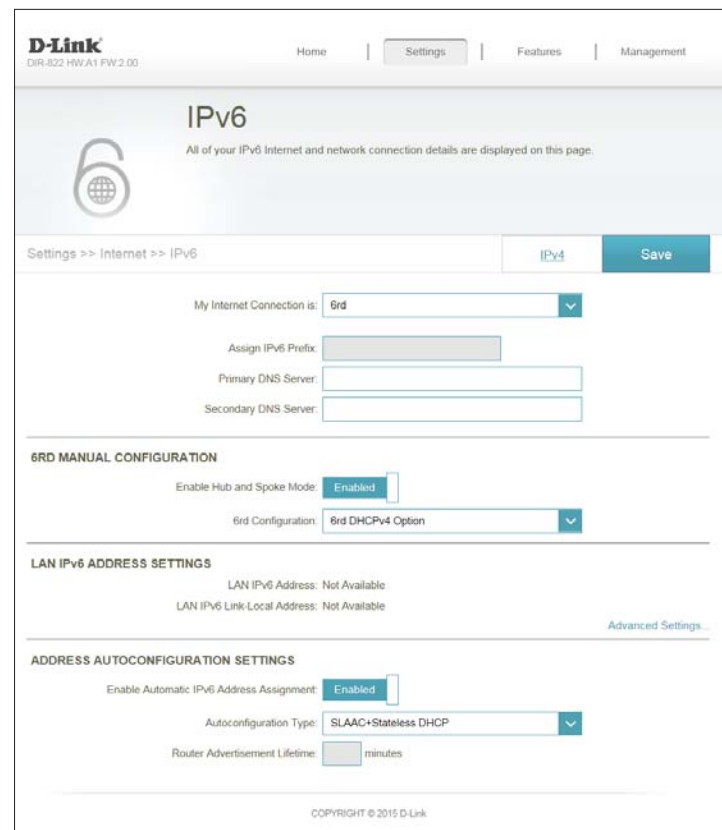 D-Link
DIR-822 HW:A1 FW:2.00
Home | Settings | Features | Management
IPv6
All of your IPv6 Internet and network connection details are displayed on this page.
Settings >> Internet >> IPv6
IPv4
Save
My Internet Connection is: 6rd
Assign IPv6 Prefix:
Primary DNS Server:
Secondary DNS Server:
6RD MANUAL CONFIGURATION
Enable Hub and Spoke Mode: Enabled
6rd Configuration: 6rd DHCPv4 Option
LAN IPv6 ADDRESS SETTINGS
LAN IPv6 Address: Not Available
LAN IPv6 Link-Local Address: Not Available
Advanced Settings...
ADDRESS AUTOCONFIGURATION SETTINGS
Enable Automatic IPv6 Address Assignment: Enabled
Autoconfiguration Type: SLAAC+Stateless DHCP
Router Advertisement Lifetime: minutes
COPYRIGHT © 2015 D-Link